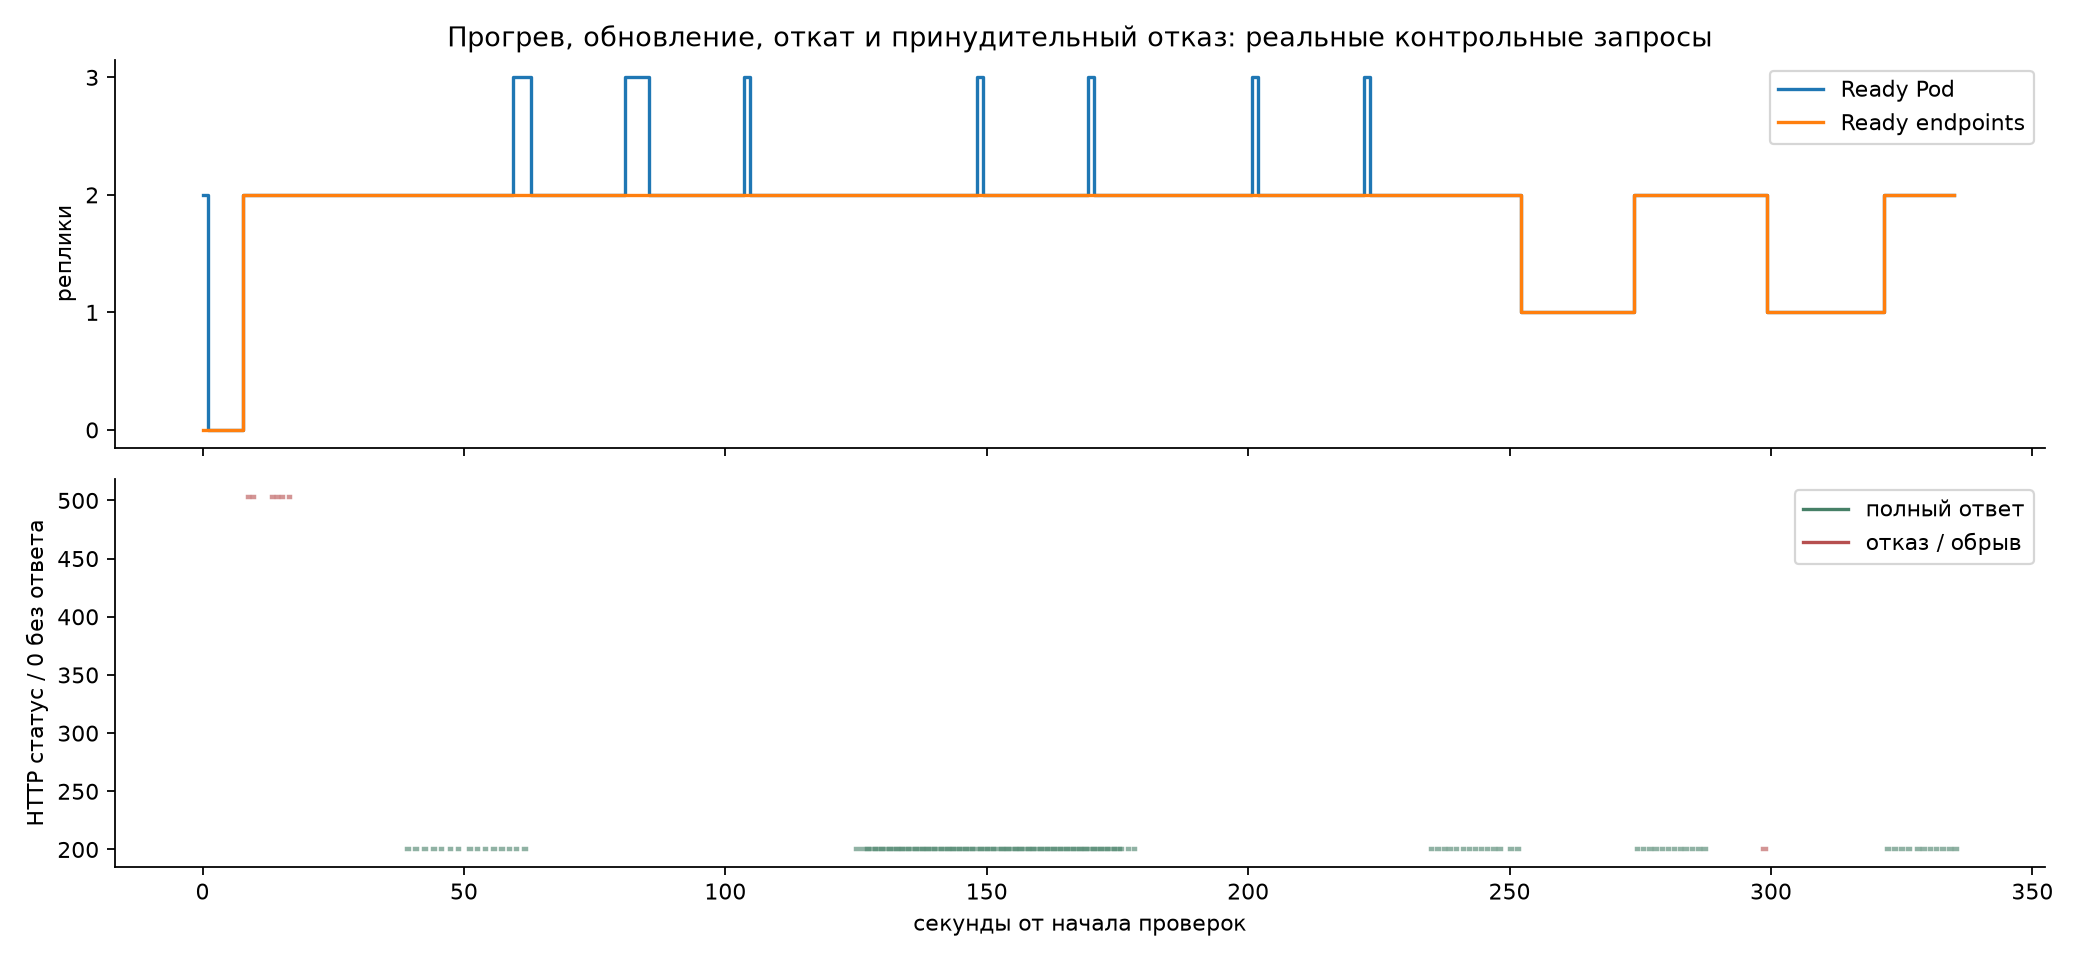 Прогрев, обновление, откат и принудительный отказ: реальные контрольные запросы
3
2
1
0
реплики
Ready Pod
Ready endpoints
500
450
400
350
300
250
200
HTTP статус / 0 без ответа
полный ответ
отказ / обрыв
0 50 100 150 200 250 300 350
секунды от начала проверок